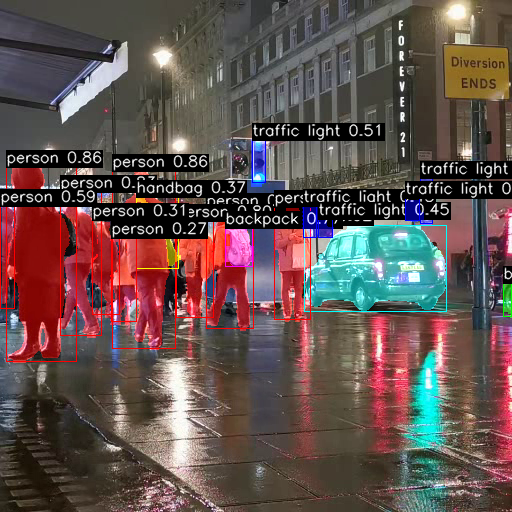 FOREVER 21
Diversion
ENDS
traffic light 0.51
person 0.86
person 0.86
traffic light
person 0.59
handbag 0.37
traffic light 0
person 0.31
backpack 0.
traffic light 0.45
person 0.27